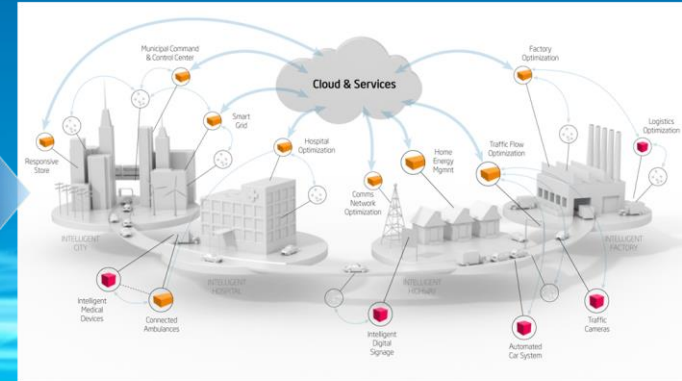 Municipal Command
& Control Center
Cloud & Services
Factory
Optimization
Smart
Grid
Hospital
Optimization
Home
Energy
Mgmnt
Traffic Flow
Optimization
Logistics
Optimization
Responsive
Store
Comms
Network
Optimization
INTELLIGENT
CITY
INTELLIGENT
HOSPITAL
INTELLIGENT
HIGHWAY
INTELLIGENT
FACTORY
Intelligent
Medical
Devices
Connected
Ambulances
Intelligent
Digital
Signage
Automated
Car System
Traffic
Cameras